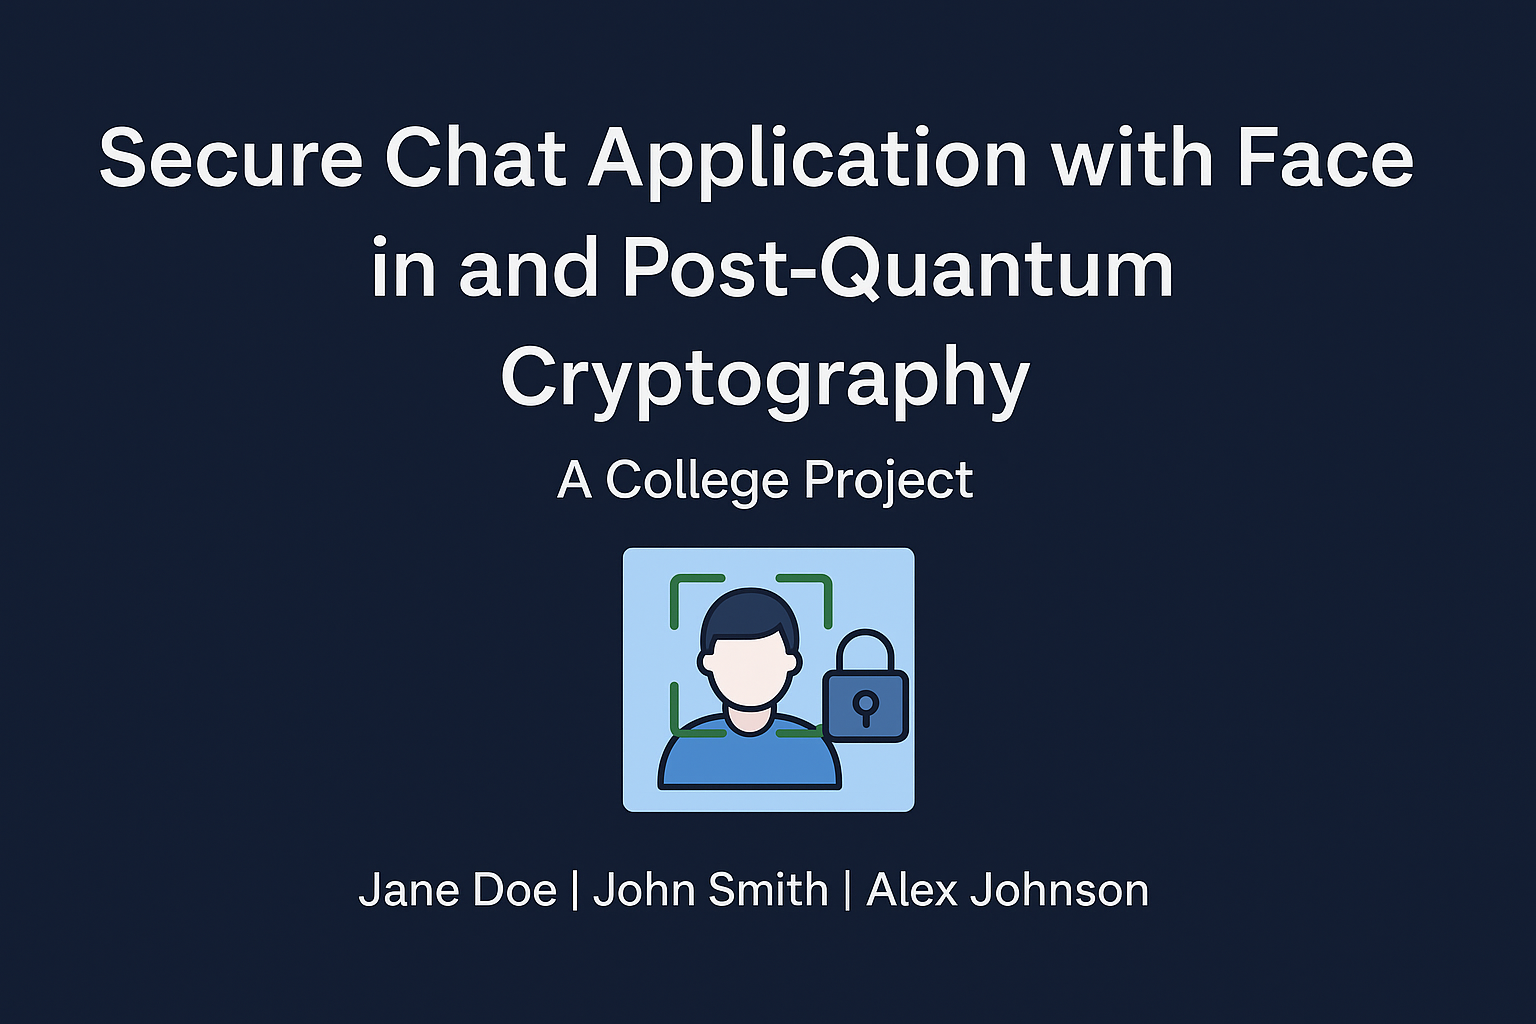 Secure Chat Application with Face
in and Post-Quantum
Cryptography
A College Project
Jane Doe | John Smith | Alex Johnson